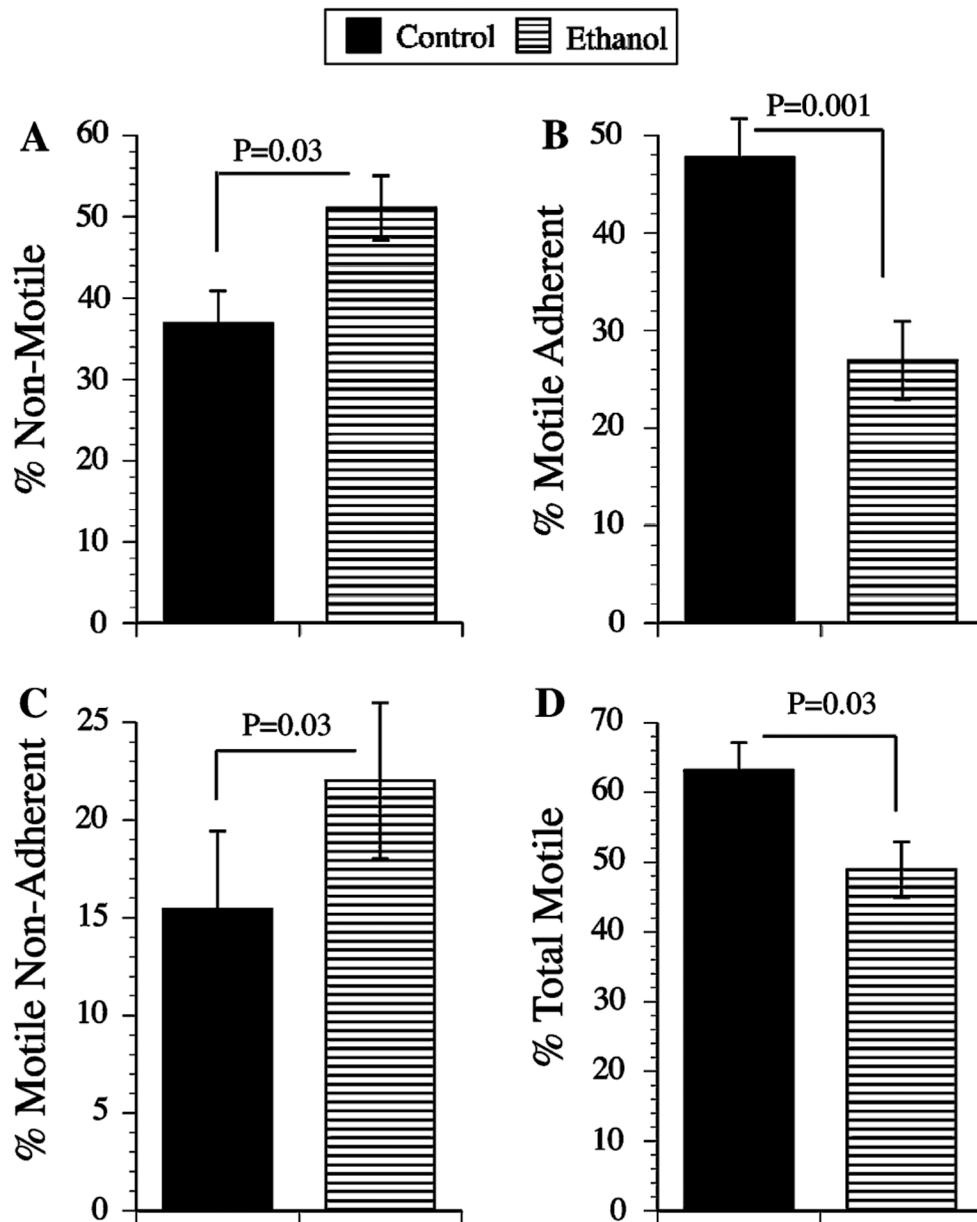 Control Ethanol
A
P=0.03
% Non-Motile
60
50
40
30
20
10
0
B
P=0.001
% Motile Adherent
50
40
30
20
10
0
C
P=0.03
% Motile Non-Adherent
25
20
15
10
5
0
D
P=0.03
% Total Motile
70
60
50
40
30
20
10
0